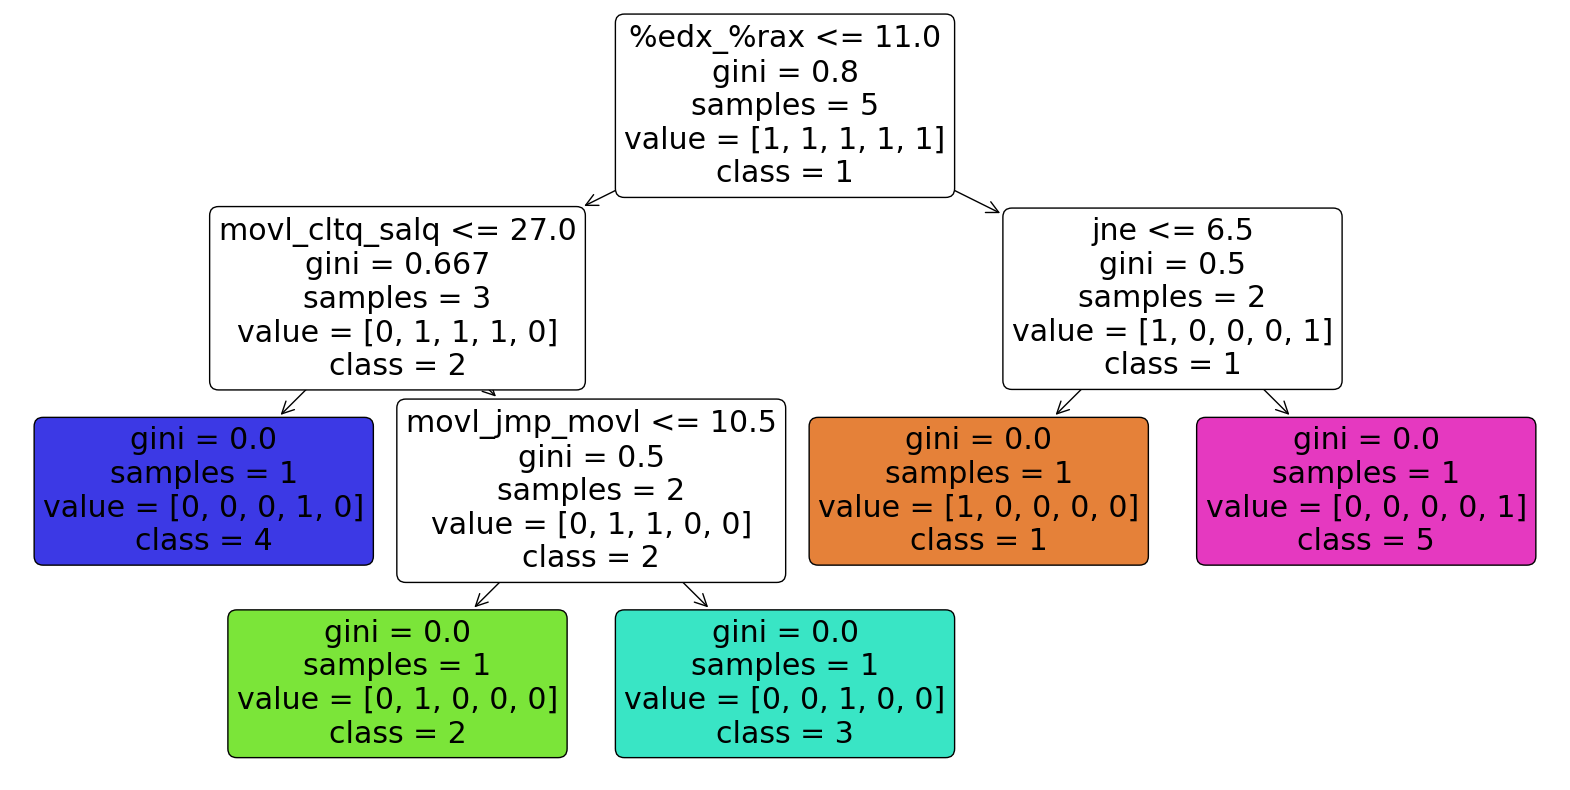 %edx_%rax <= 11.0
gini = 0.8
samples = 5
value = [1, 1, 1, 1, 1]
class = 1
movl_cltq_salq <= 27.0
gini = 0.667
samples = 3
value = [0, 1, 1, 1, 0]
class = 2
jne <= 6.5
gini = 0.5
samples = 2
value = [1, 0, 0, 0, 1]
class = 1
gini = 0.0
samples = 1
value = [0, 0, 0, 1, 0]
class = 4
movl_jmp_movl <= 10.5
gini = 0.5
samples = 2
value = [0, 1, 1, 0, 0]
class = 2
gini = 0.0
samples = 1
value = [1, 0, 0, 0, 0]
class = 1
gini = 0.0
samples = 1
value = [0, 0, 0, 0, 1]
class = 5
gini = 0.0
samples = 1
value = [0, 1, 0, 0, 0]
class = 2
gini = 0.0
samples = 1
value = [0, 0, 1, 0, 0]
class = 3